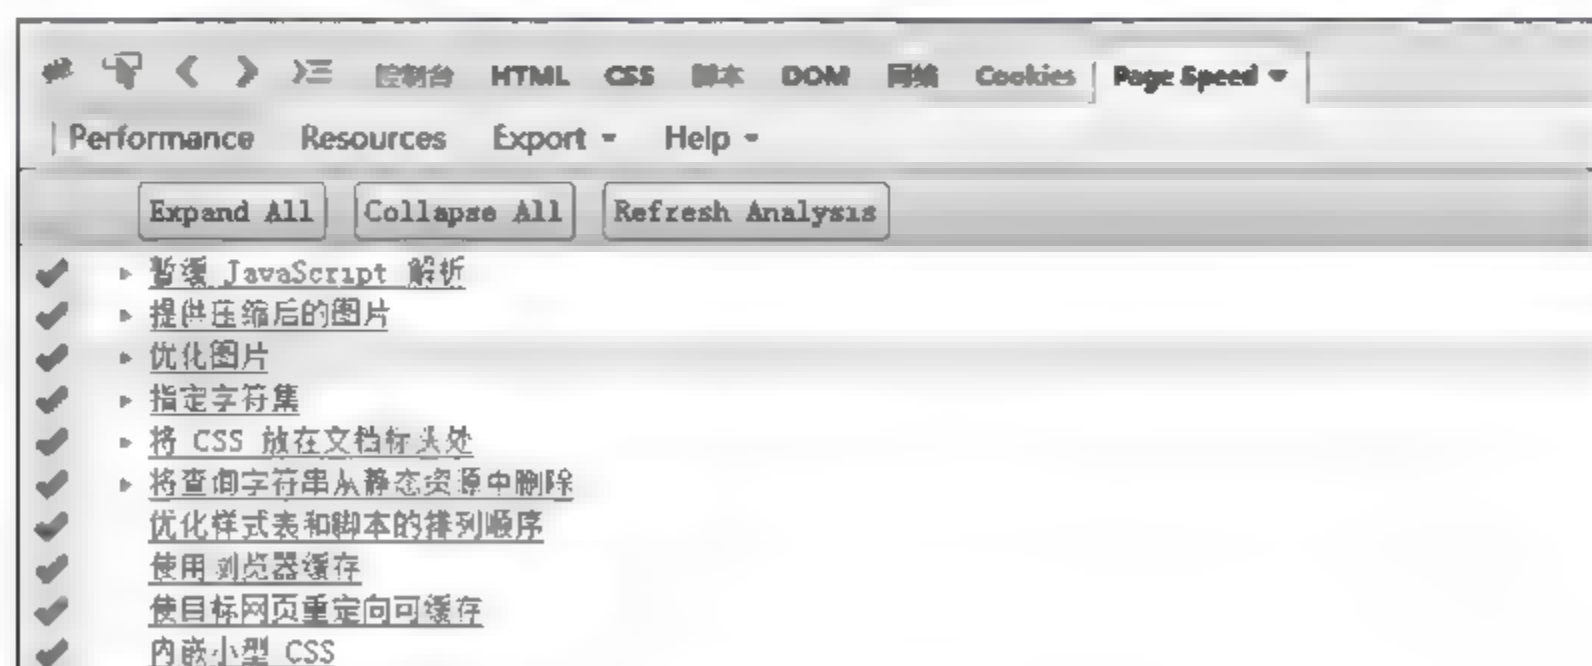 控制台 HTML CSS 脚本 DOM 网络 Cookies Page Speed
Performance Resources Export Help
Expand All Collapse All Refresh Analysis
暂缓 JavaScript 解析
提供压缩后的图片
优化图片
指定字符集
将 CSS 放在文档标头处
将查询字符串从静态资源中删除
优化样式表和脚本的排列顺序
使用浏览器缓存
使目标网页重定向可缓存
内嵌小型 CSS